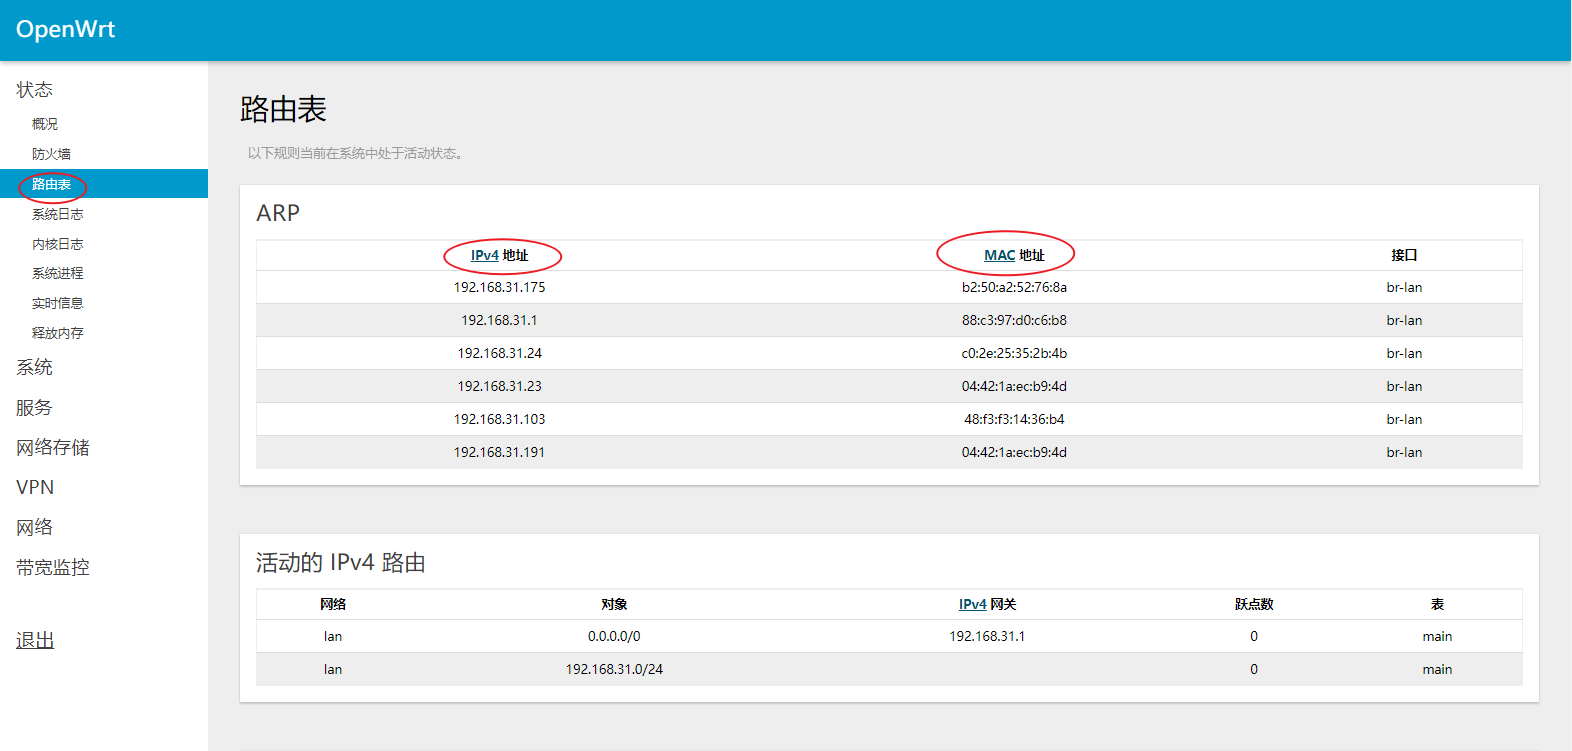 OpenWrt
状态
概况
防火墙
路由表
系统日志
内核日志
系统进程
实时信息
释放内存
系统
服务
网络存储
VPN
网络
带宽监控
退出
路由表
以下规则当前在系统中处于活动状态。
ARP
IPv4 地址 MAC 地址 接口
192.168.31.175 b2:50:a2:52:76:8a br-lan
192.168.31.1 88:c3:97:d0:c6:b8 br-lan
192.168.31.24 c0:2e:25:35:2b:4b br-lan
192.168.31.23 04:42:1a:ec:b9:4d br-lan
192.168.31.103 48:f3:f3:14:36:b4 br-lan
192.168.31.191 04:42:1a:ec:b9:4d br-lan
活动的 IPv4 路由
网络 对象 IPv4 网关 跃点数 表
lan 0.0.0.0/0 192.168.31.1 0 main
lan 192.168.31.0/24 0 main